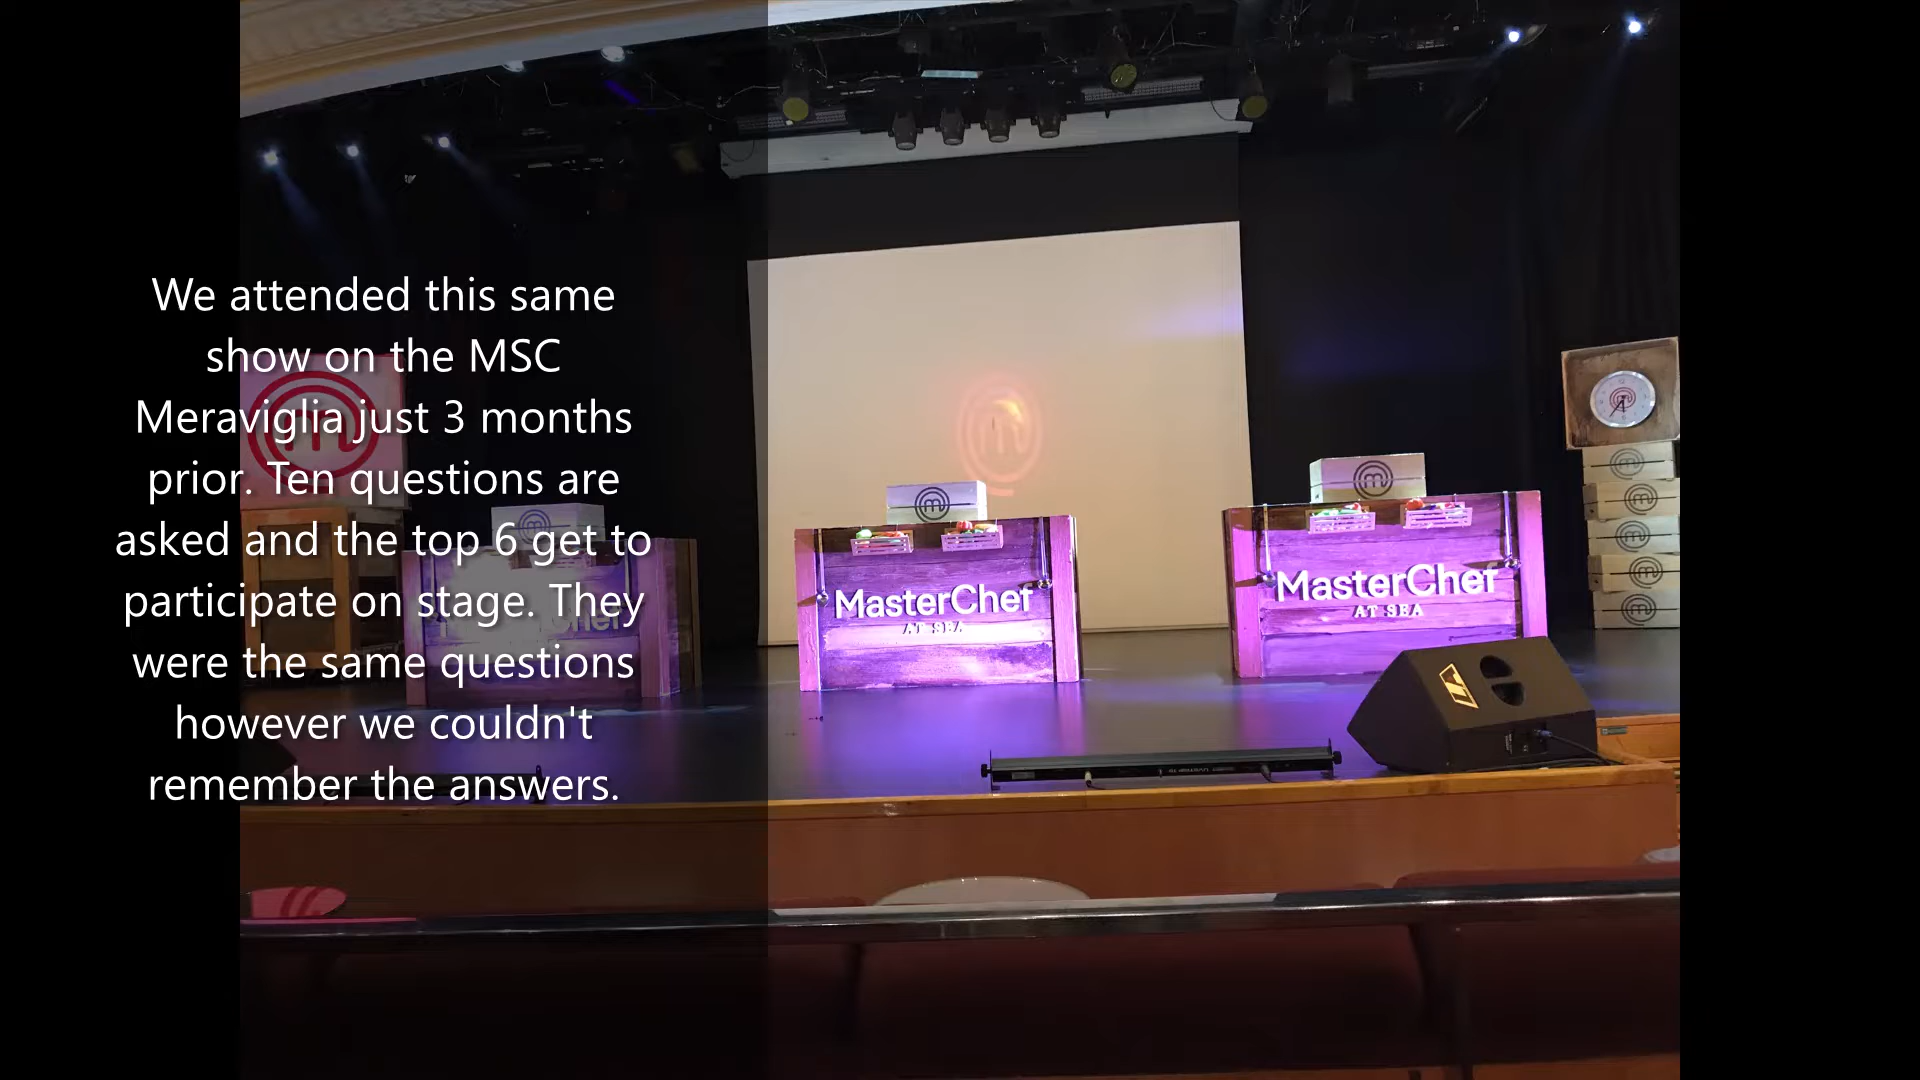 We attended this same
show on the MSC
Meraviglia just 3 months
prior. Ten questions are
asked and the top 6 get to
participate on stage. They
were the same questions
however we couldn't
remember the answers.
MasterChef
AT SEA
MasterChef
AT SEA